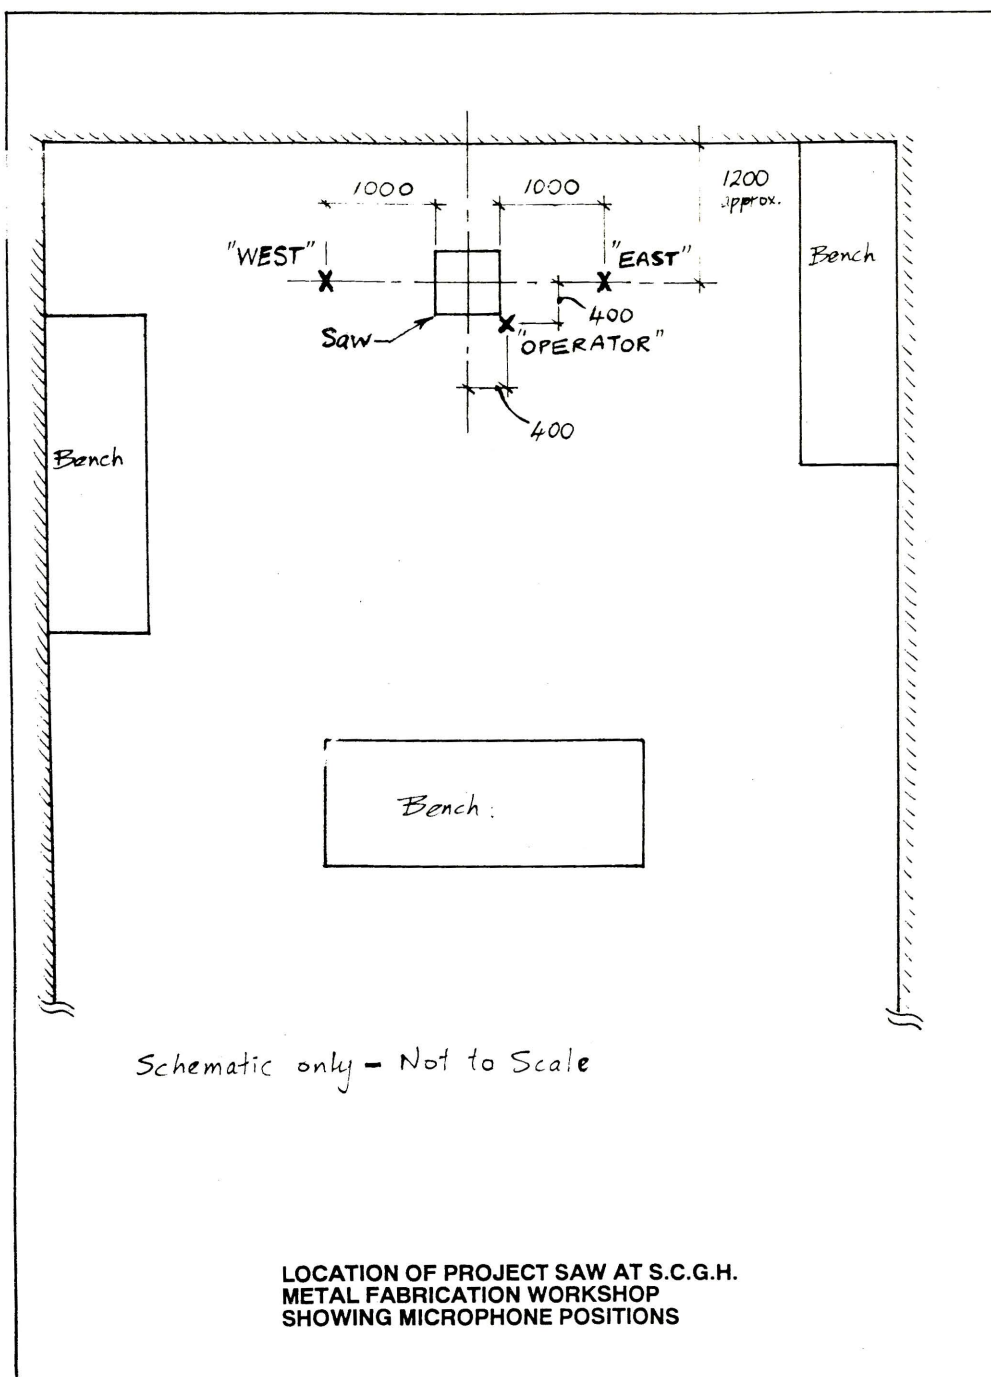 1000
1000
1200
approx.
"WEST"
"EAST"
Bench
400
Saw
"OPERATOR"
400
Bench
Bench :
Schematic only - Not to Scale
LOCATION OF PROJECT SAW AT S.C.G.H.
METAL FABRICATION WORKSHOP
SHOWING MICROPHONE POSITIONS